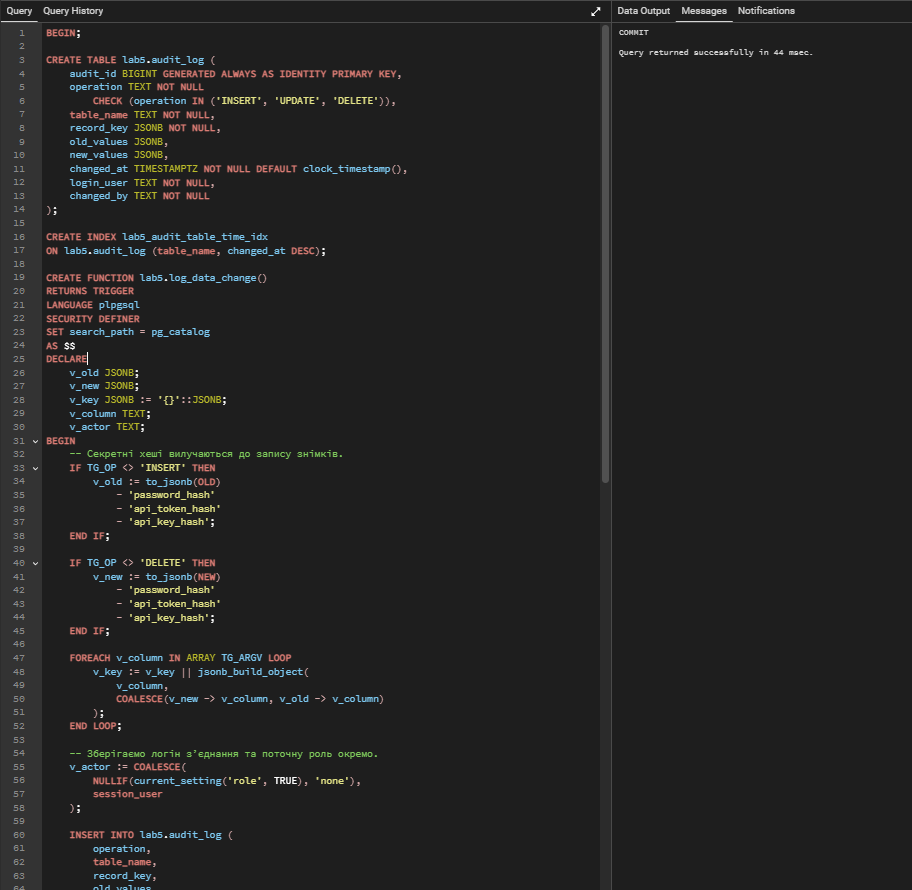 Query Query History
Data Output Messages Notifications
1 BEGIN;
2
3 CREATE TABLE lab5.audit_log (
4 audit_id BIGINT GENERATED ALWAYS AS IDENTITY PRIMARY KEY,
5 operation TEXT NOT NULL
6 CHECK (operation IN ('INSERT', 'UPDATE', 'DELETE')),
7 table_name TEXT NOT NULL,
8 record_key JSONB NOT NULL,
9 old_values JSONB,
10 new_values JSONB,
11 changed_at TIMESTAMPTZ NOT NULL DEFAULT clock_timestamp(),
12 login_user TEXT NOT NULL,
13 changed_by TEXT NOT NULL
14 );
15
16 CREATE INDEX lab5_audit_table_time_idx
17 ON lab5.audit_log (table_name, changed_at DESC);
18
19 CREATE FUNCTION lab5.log_data_change()
20 RETURNS TRIGGER
21 LANGUAGE plpgsql
22 SECURITY DEFINER
23 SET search_path = pg_catalog
24 AS $$
25 DECLARE
26 v_old JSONB;
27 v_new JSONB;
28 v_key JSONB := '{}'::JSONB;
29 v_column TEXT;
30 v_actor TEXT;
31 BEGIN
32 -- Секретні хеші вилучаються до запису знімків.
33 IF TG_OP <> 'INSERT' THEN
34 v_old := to_jsonb(OLD)
35 - 'password_hash'
36 - 'api_token_hash'
37 - 'api_key_hash';
38 END IF;
39
40 IF TG_OP <> 'DELETE' THEN
41 v_new := to_jsonb(NEW)
42 - 'password_hash'
43 - 'api_token_hash'
44 - 'api_key_hash';
45 END IF;
46
47 FOREACH v_column IN ARRAY TG_ARGV LOOP
48 v_key := v_key || jsonb_build_object(
49 v_column,
50 COALESCE(v_new -> v_column, v_old -> v_column)
51 );
52 END LOOP;
53
54 -- Зберігаємо логін з'єднання та поточну роль окремо.
55 v_actor := COALESCE(
56 NULLIF(current_setting('role', TRUE), 'none'),
57 session_user
58 );
59
60 INSERT INTO lab5.audit_log (
61 operation,
62 table_name,
63 record_key,
64 old_values
COMMIT
Query returned successfully in 44 msec.